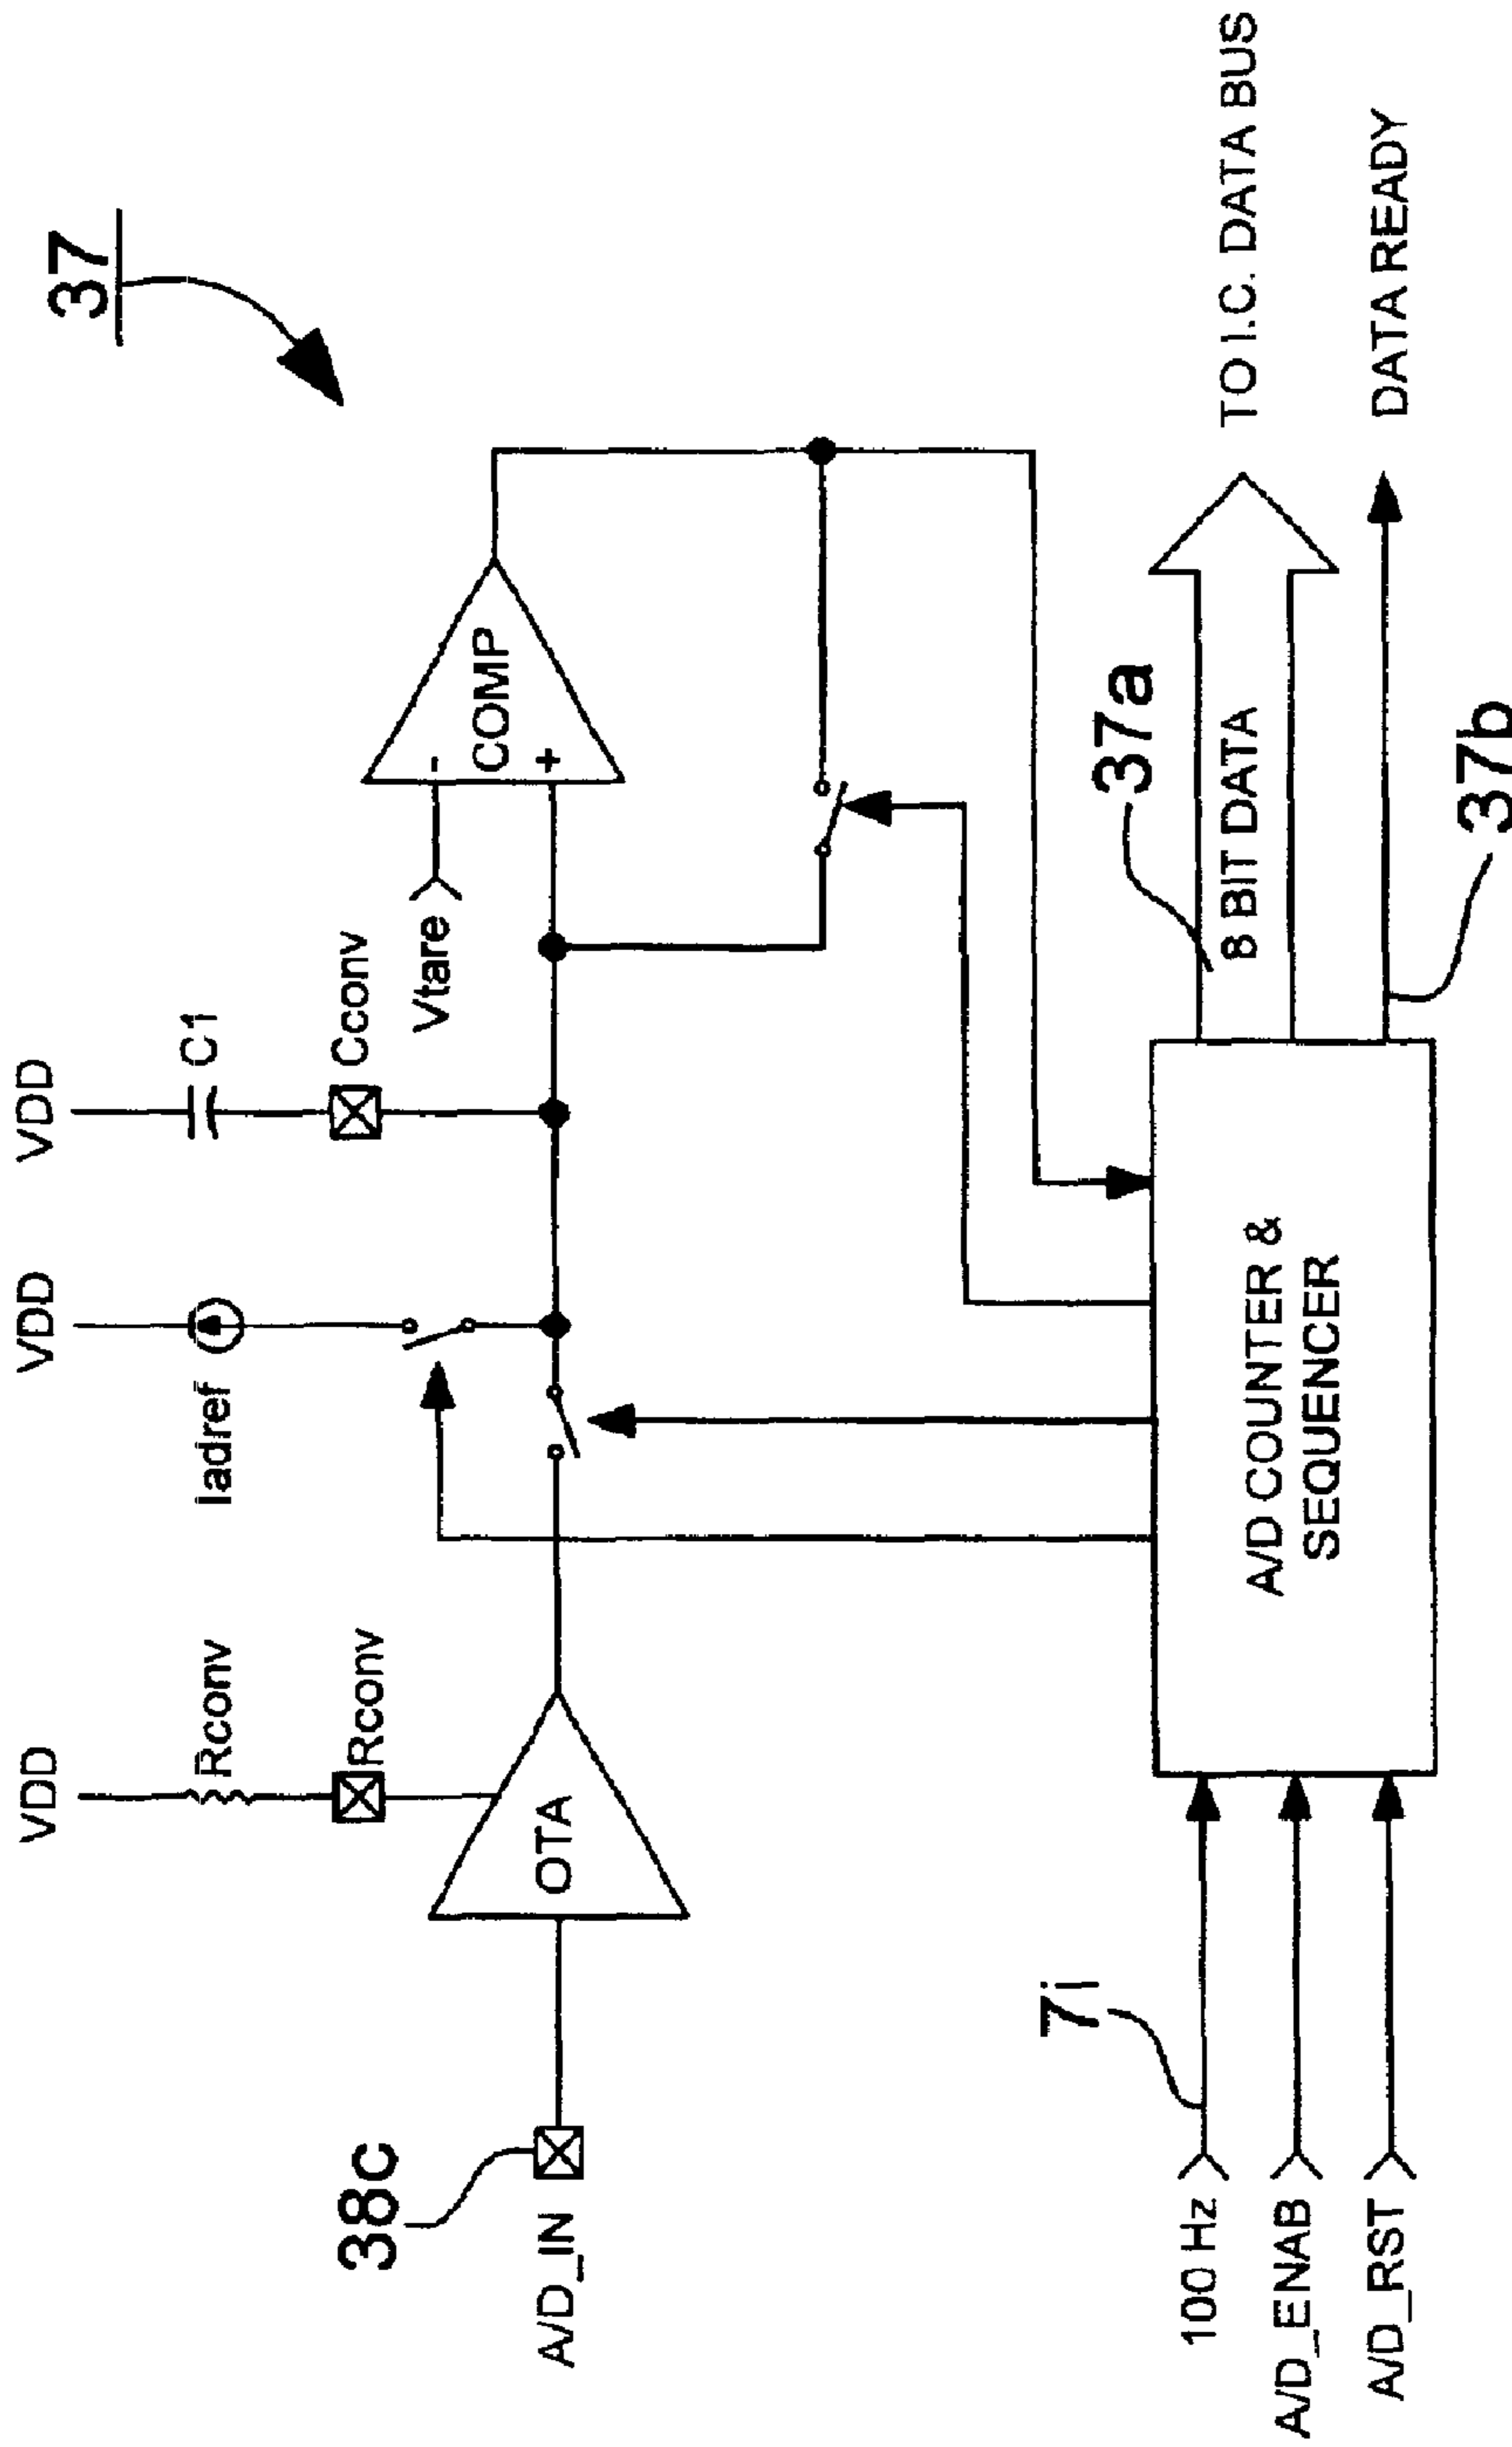 37
VDD
VDD
VDD
Rconv
iadref
C1
Rconv
Cconv
38c
Vtare
-
COMP
+
A/D_IN
OTA
37a
7i
100 Hz
8 BIT DATA
TO I.C. DATA BUS
A/D_ENAB
A/D COUNTER &
SEQUENCER
A/D_RST
DATA READY
37b